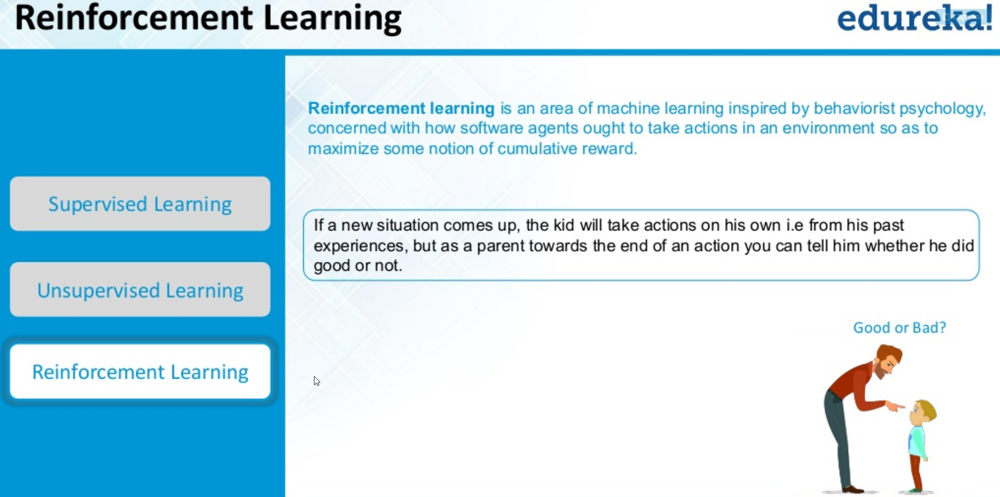 Reinforcement Learning
edureka!
Clip slide
Supervised Learning
Unsupervised Learning
Reinforcement Learning
Reinforcement learning is an area of machine learning inspired by behaviorist psychology,
concerned with how software agents ought to take actions in an environment so as to
maximize some notion of cumulative reward.
If a new situation comes up, the kid will take actions on his own i.e from his past
experiences, but as a parent towards the end of an action you can tell him whether he did
good or not.
Good or Bad?